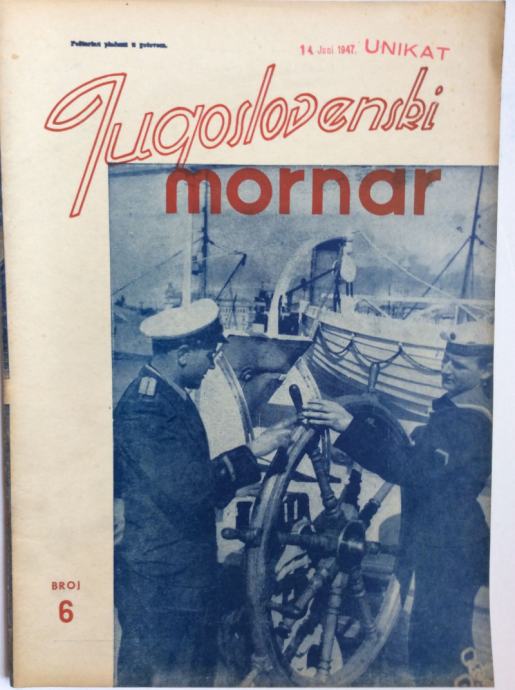 Poštarina plaćena u gotovom.
14. Juni 1947. UNIKAT
Jugoslovenski
mornar
BROJ
6